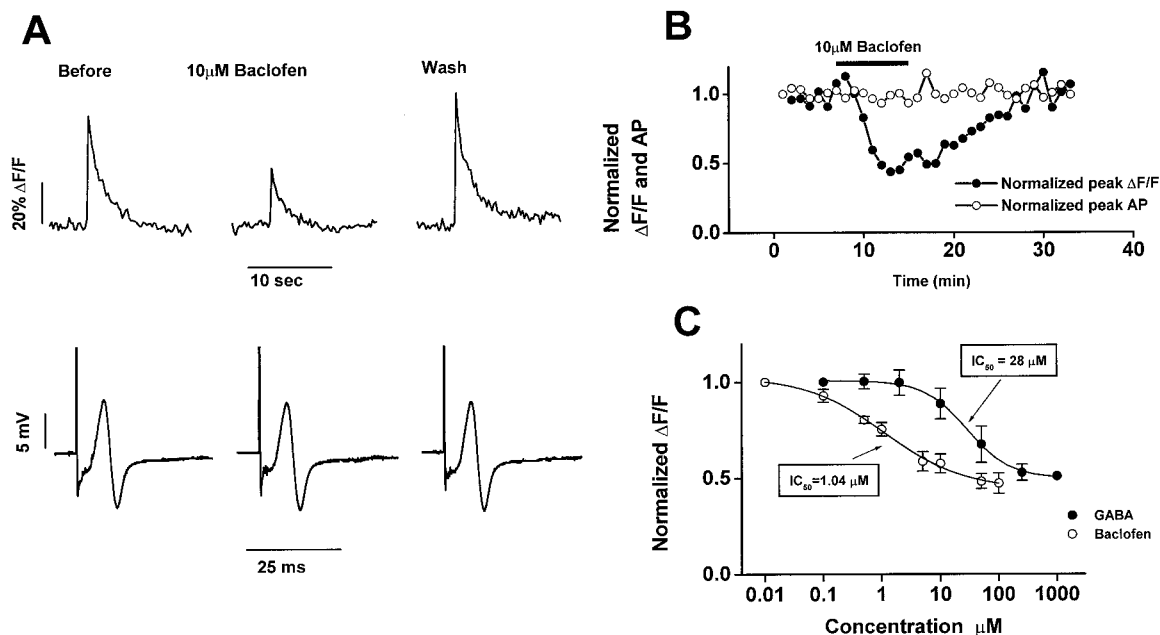 A
Before
10μM Baclofen
Wash
20% ΔF/F
10 sec
5 mV
25 ms
B
10μM Baclofen
Normalized
ΔF/F and AP
1.0
0.5
0.0
Normalized peak ΔF/F
Normalized peak AP
0 10 20 30 40
Time (min)
C
Normalized ΔF/F
1.0
0.5
0.0
IC50 = 28 μM
IC50=1.04 μM
GABA
Baclofen
0.01 0.1 1 10 100 1000
Concentration μM